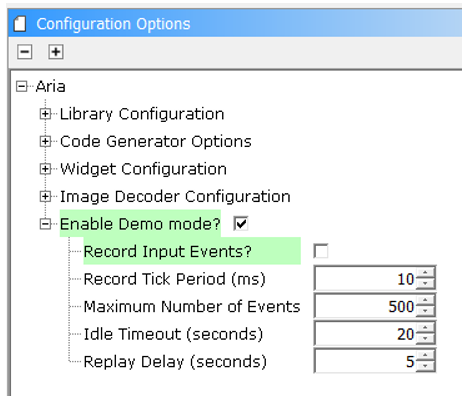 Configuration Options
Aria
Library Configuration
Code Generator Options
Widget Configuration
Image Decoder Configuration
Enable Demo mode?
Record Input Events?
Record Tick Period (ms) 10
Maximum Number of Events 500
Idle Timeout (seconds) 20
Replay Delay (seconds) 5